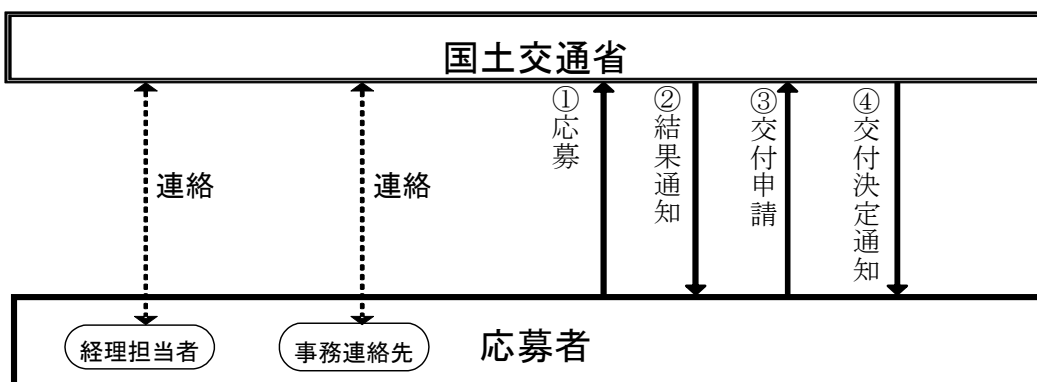 国土交通省
連絡
連絡
①応募
②結果通知
③交付申請
④交付決定通知
経理担当者
事務連絡先
応募者